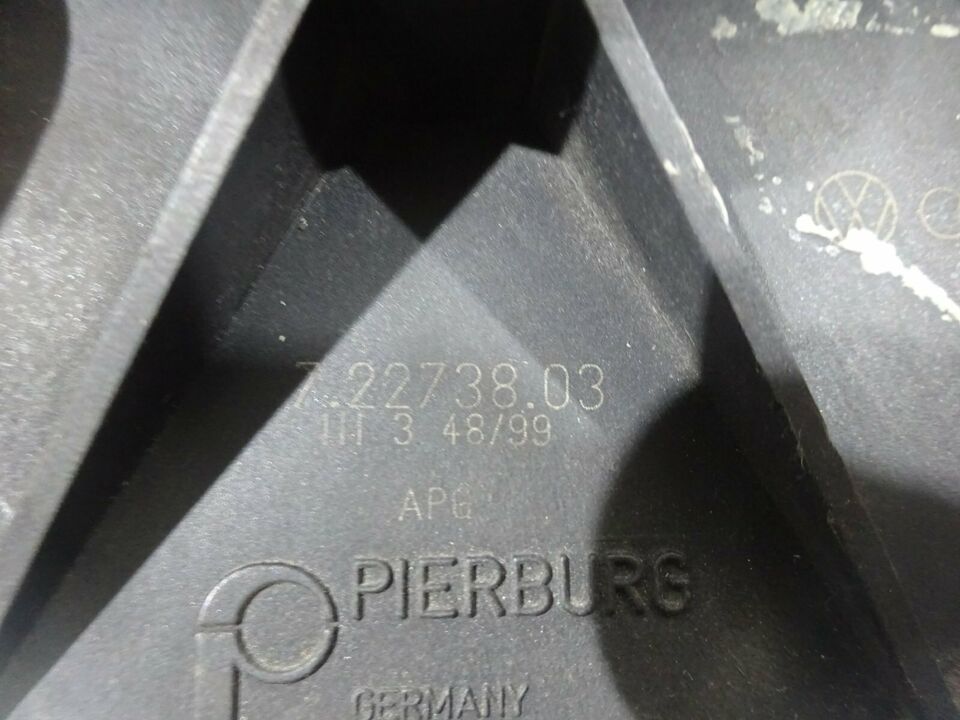 7.22738.03
III 3 48/99
APG
PIERBURG
GERMANY